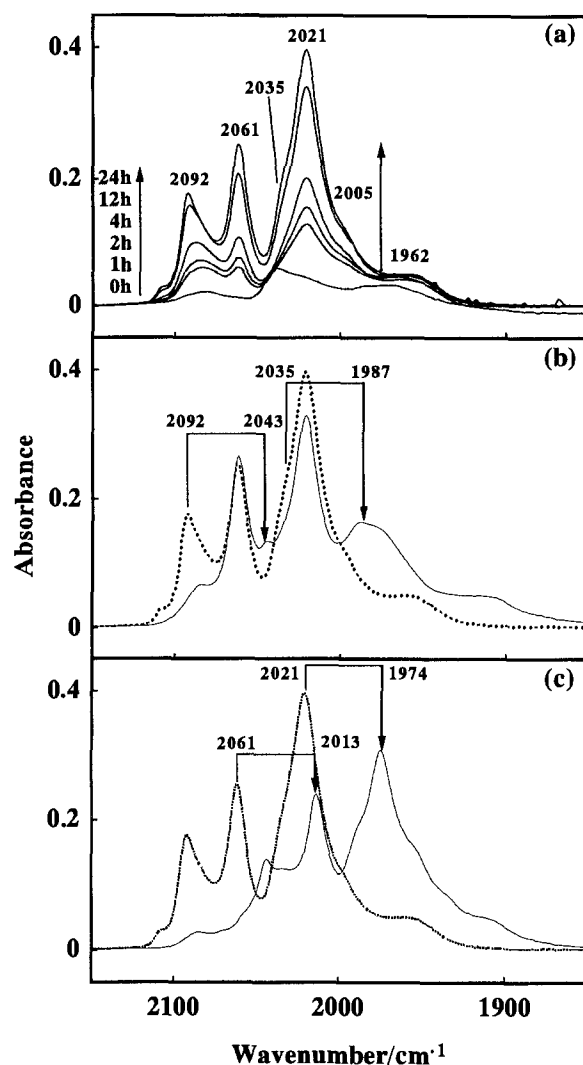 (a)
0.4
2021
2035
2061
0.2
24h
12h
4h
2h
1h
0h
2092
2005
1962
0
(b)
0.4
2035 1987
2092 2043
0.2
0
Absorbance
(c)
2021 1974
0.4
2061 2013
0.2
0
2100 2000 1900
Wavenumber/cm⁻¹